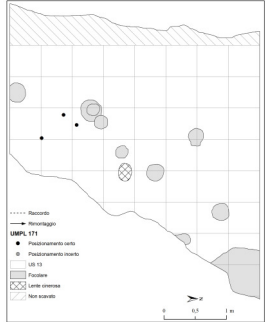 Raccordo
Rimontaggio
UMPL 171
Posizionamento certo
Posizionamento incerto
US 13
Focolare
Lente cinerosa
Non scavato
Z
0 0,5 1 m